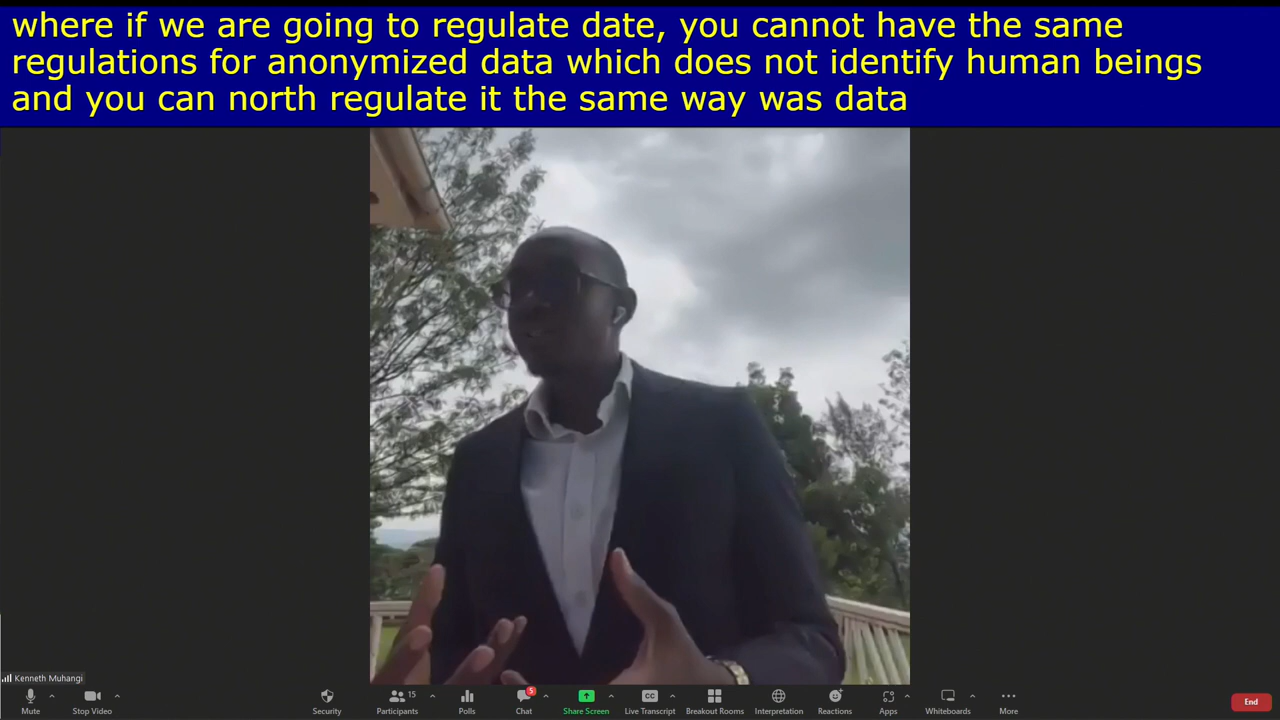 where if we are going to regulate date, you cannot have the same
regulations for anonymized data which does not identify human beings
and you can north regulate it the same way was data
Kenneth Muhangi
Mute
Stop Video
Security
Participants
15
Polls
Chat
5
Share Screen
CC
Live Transcript
Breakout Rooms
Interpretation
Reactions
Apps
Whiteboards
More
End